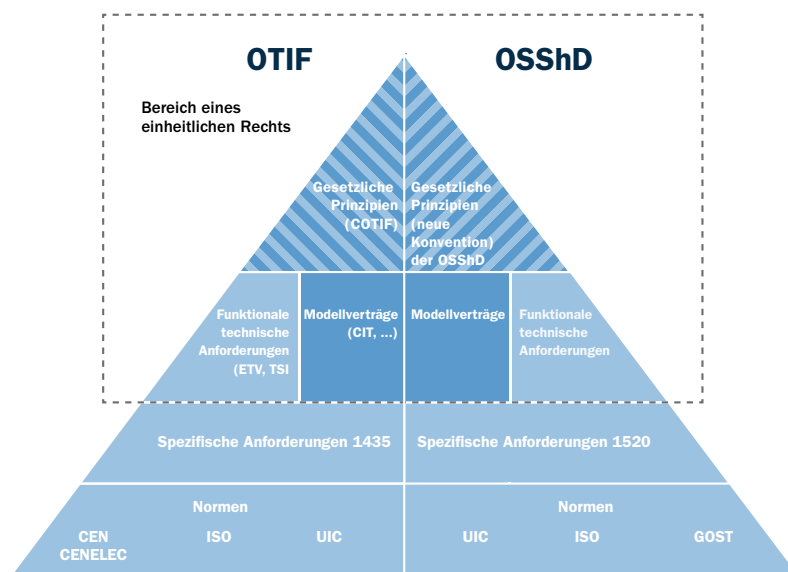 OTIF
OSShD
Bereich eines
einheitlichen Rechts
Gesetzliche
Prinzipien
(COTIF)
Gesetzliche
Prinzipien
(neue
Konvention)
der OSShD
Funktionale
technische
Anforderungen
(ETV, TSI
Modellverträge
(CIT, ...)
Modellverträge
Funktionale
technische
Anforderungen
Spezifische Anforderungen 1435
Spezifische Anforderungen 1520
Normen
CEN
CENELEC
ISO
UIC
Normen
UIC
ISO
GOST